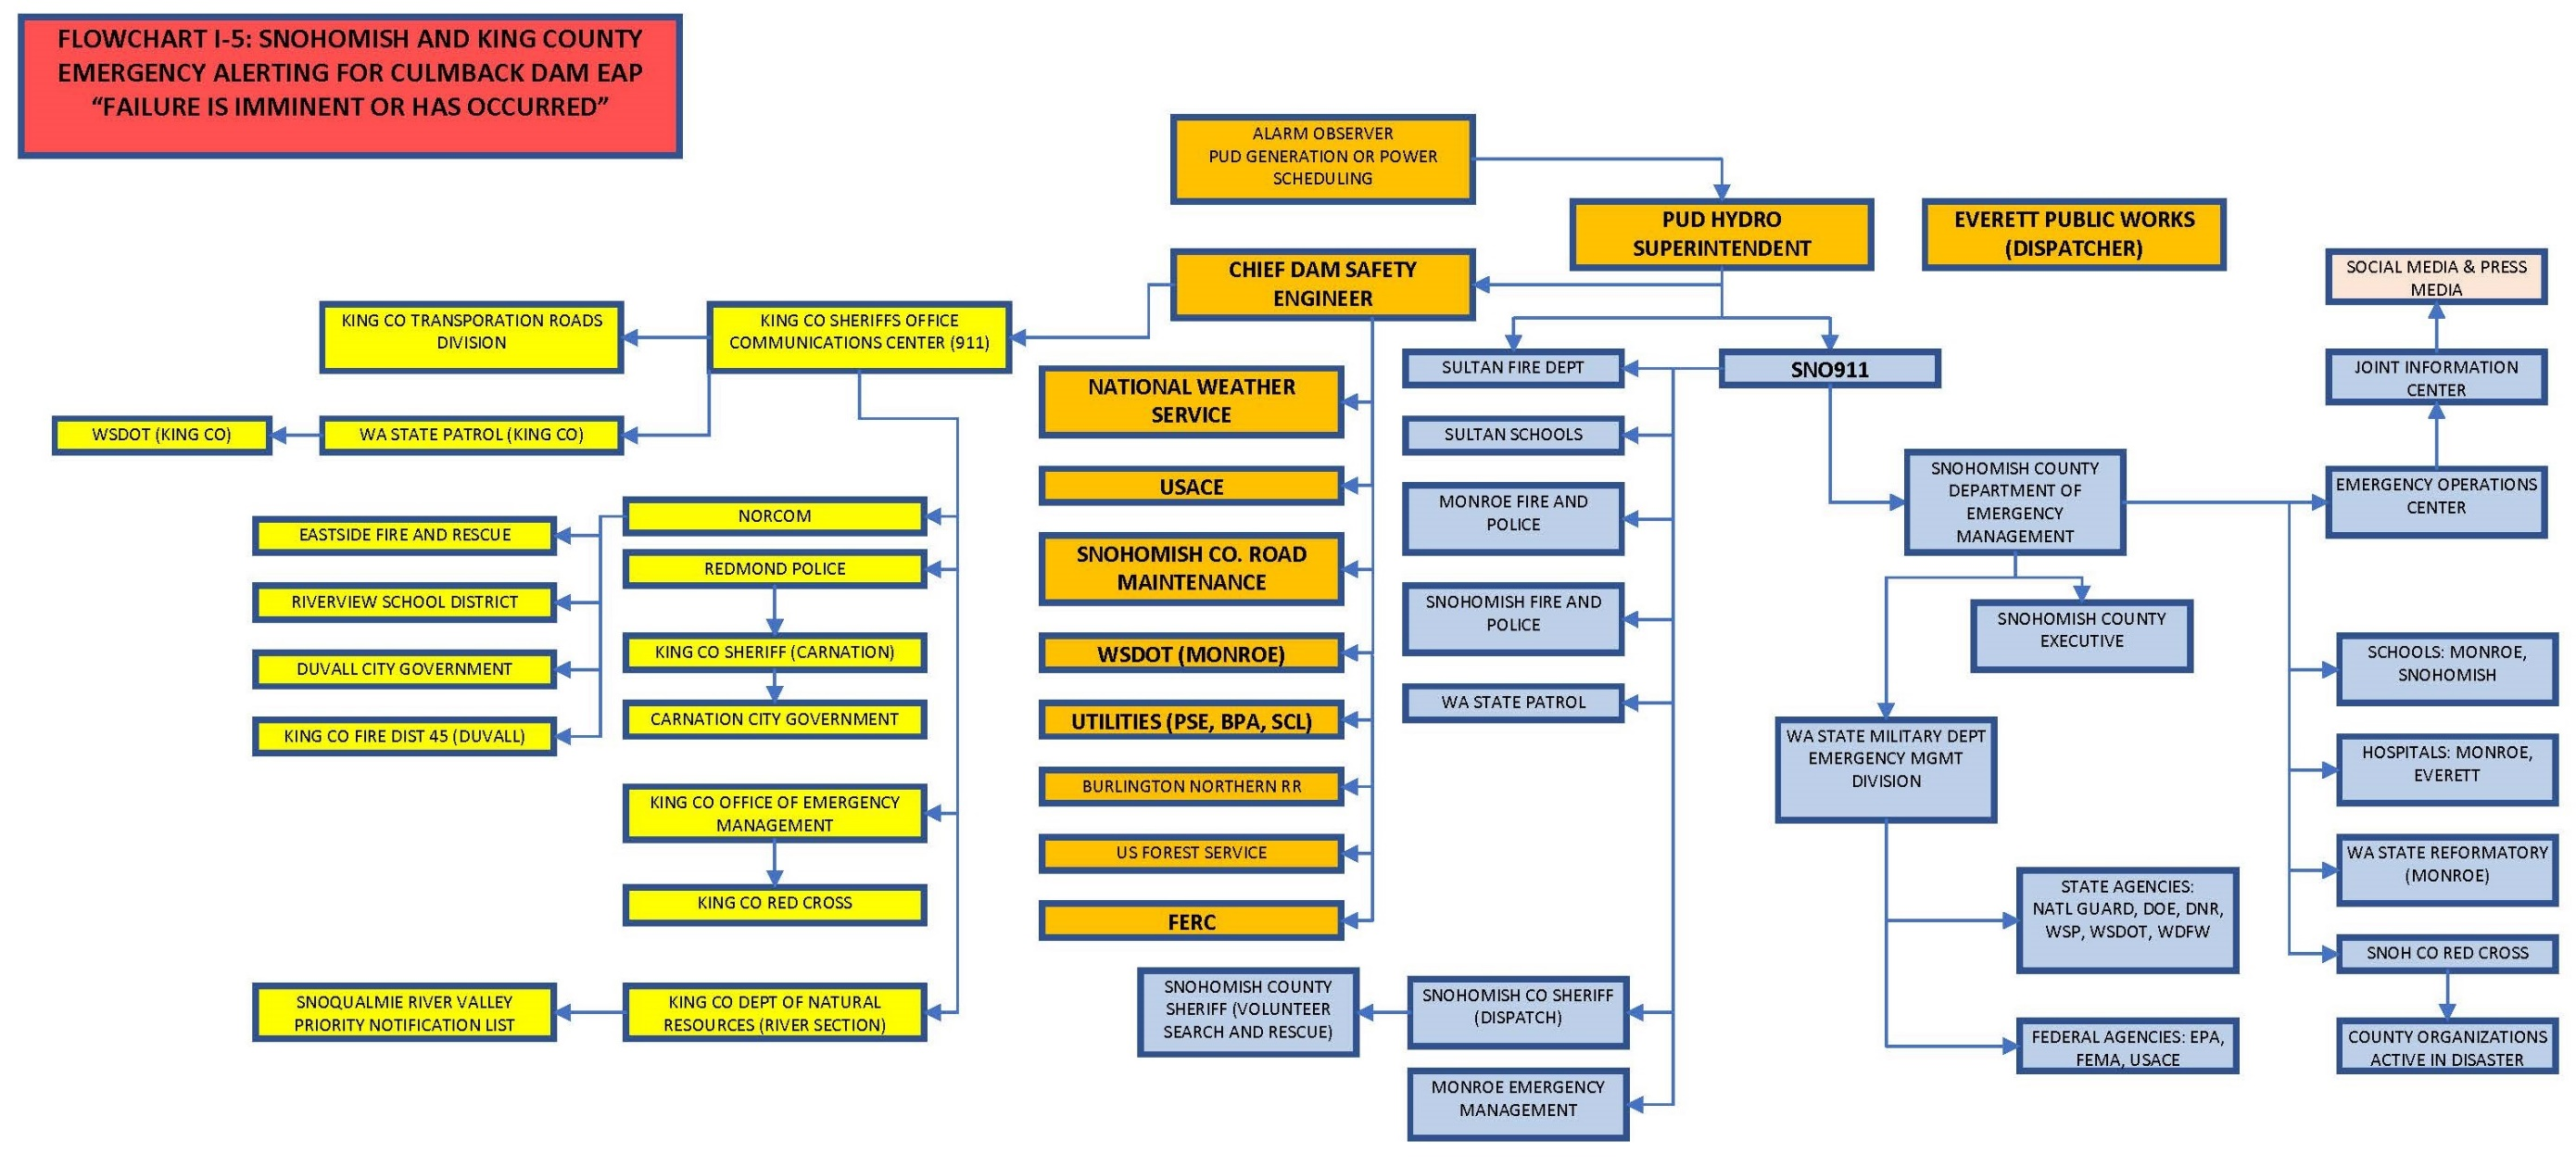 FLOWCHART I-5: SNOHOMISH AND KING COUNTY
EMERGENCY ALERTING FOR CULMBACK DAM EAP
“FAILURE IS IMMINENT OR HAS OCCURRED”
ALARM OBSERVER
PUD GENERATION OR POWER
SCHEDULING
PUD HYDRO
SUPERINTENDENT
EVERETT PUBLIC WORKS
(DISPATCHER)
CHIEF DAM SAFETY
ENGINEER
SOCIAL MEDIA & PRESS
MEDIA
KING CO TRANSPORATION ROADS
DIVISION
KING CO SHERIFFS OFFICE
COMMUNICATIONS CENTER (911)
SULTAN FIRE DEPT
SNO911
JOINT INFORMATION
CENTER
WSDOT (KING CO)
WA STATE PATROL (KING CO)
NATIONAL WEATHER
SERVICE
USACE
SNOHOMISH CO. ROAD
MAINTENANCE
WSDOT (MONROE)
UTILITIES (PSE, BPA, SCL)
BURLINGTON NORTHERN RR
US FOREST SERVICE
FERC
SULTAN SCHOOLS
MONROE FIRE AND
POLICE
SNOHOMISH FIRE AND
POLICE
WA STATE PATROL
SNOHOMISH COUNTY
DEPARTMENT OF
EMERGENCY
MANAGEMENT
EMERGENCY OPERATIONS
CENTER
NORCOM
EASTSIDE FIRE AND RESCUE
REDMOND POLICE
RIVERVIEW SCHOOL DISTRICT
KING CO SHERIFF (CARNATION)
DUVALL CITY GOVERNMENT
CARNATION CITY GOVERNMENT
KING CO FIRE DIST 45 (DUVALL)
KING CO OFFICE OF EMERGENCY
MANAGEMENT
KING CO RED CROSS
SNOQUALMIE RIVER VALLEY
PRIORITY NOTIFICATION LIST
KING CO DEPT OF NATURAL
RESOURCES (RIVER SECTION)
SNOHOMISH COUNTY
SHERIFF (VOLUNTEER
SEARCH AND RESCUE)
SNOHOMISH CO SHERIFF
(DISPATCH)
MONROE EMERGENCY
MANAGEMENT
SNOHOMISH COUNTY
EXECUTIVE
WA STATE MILITARY DEPT
EMERGENCY MGMT
DIVISION
STATE AGENCIES:
NATL GUARD, DOE, DNR,
WSP, WSDOT, WDFW
FEDERAL AGENCIES: EPA,
FEMA, USACE
SCHOOLS: MONROE,
SNOHOMISH
HOSPITALS: MONROE,
EVERETT
WA STATE REFORMATORY
(MONROE)
SNOH CO RED CROSS
COUNTY ORGANIZATIONS
ACTIVE IN DISASTER